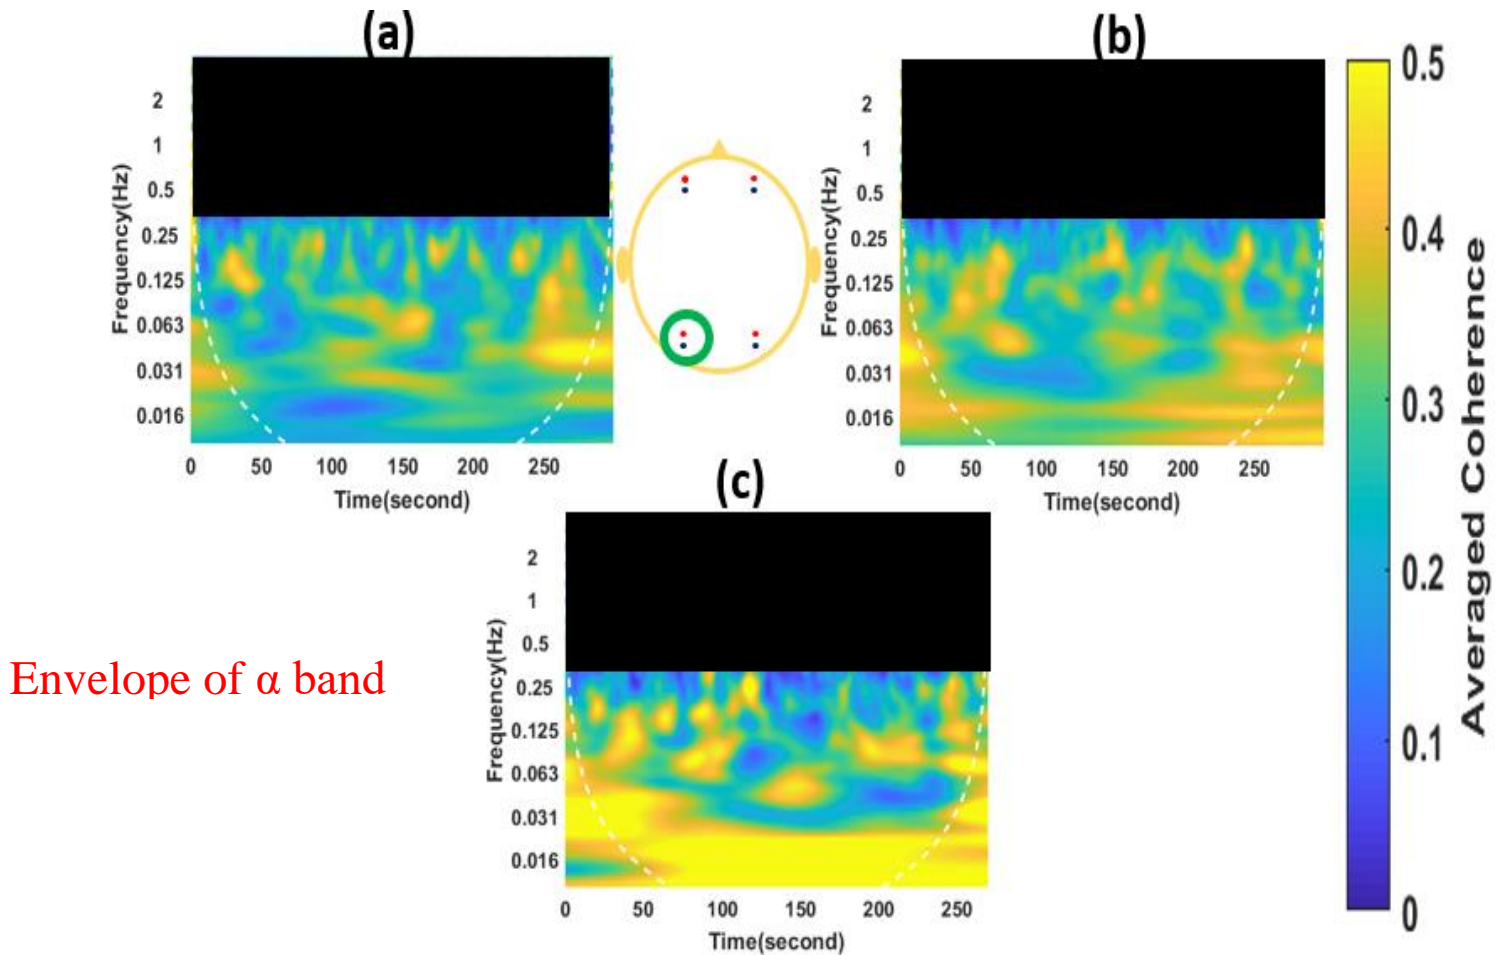 (a)
(b)
2
1
0.5
0.25
0.125
0.063
0.031
0.016
Frequency(Hz)
0 50 100 150 200 250
Time(second)
2
1
0.5
0.25
0.125
0.063
0.031
0.016
Frequency(Hz)
0 50 100 150 200 250
Time(second)
0.5
0.4
0.3
0.2
0.1
0
Averaged Coherence
(c)
2
1
0.5
0.25
0.125
0.063
0.031
0.016
Frequency(Hz)
0 50 100 150 200 250
Time(second)
Envelope of α band